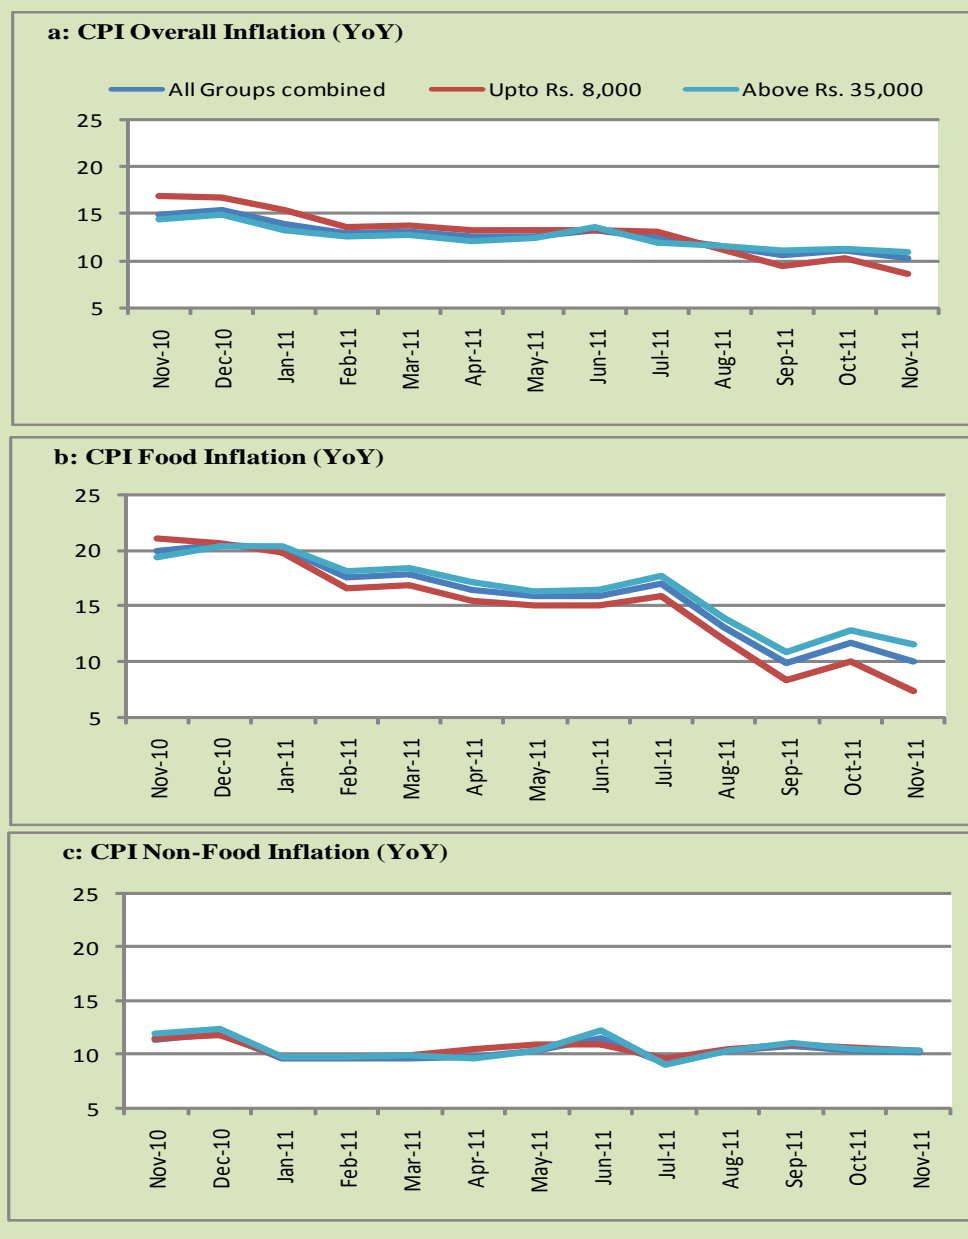 a: CPI Overall Inflation (YoY)
All Groups combined Upto Rs. 8,000 Above Rs. 35,000
25
20
15
10
5
Nov-10 Dec-10 Jan-11 Feb-11 Mar-11 Apr-11 May-11 Jun-11 Jul-11 Aug-11 Sep-11 Oct-11 Nov-11
b: CPI Food Inflation (YoY)
25
20
15
10
5
Nov-10 Dec-10 Jan-11 Feb-11 Mar-11 Apr-11 May-11 Jun-11 Jul-11 Aug-11 Sep-11 Oct-11 Nov-11
c: CPI Non-Food Inflation (YoY)
25
20
15
10
5
Nov-10 Dec-10 Jan-11 Feb-11 Mar-11 Apr-11 May-11 Jun-11 Jul-11 Aug-11 Sep-11 Oct-11 Nov-11